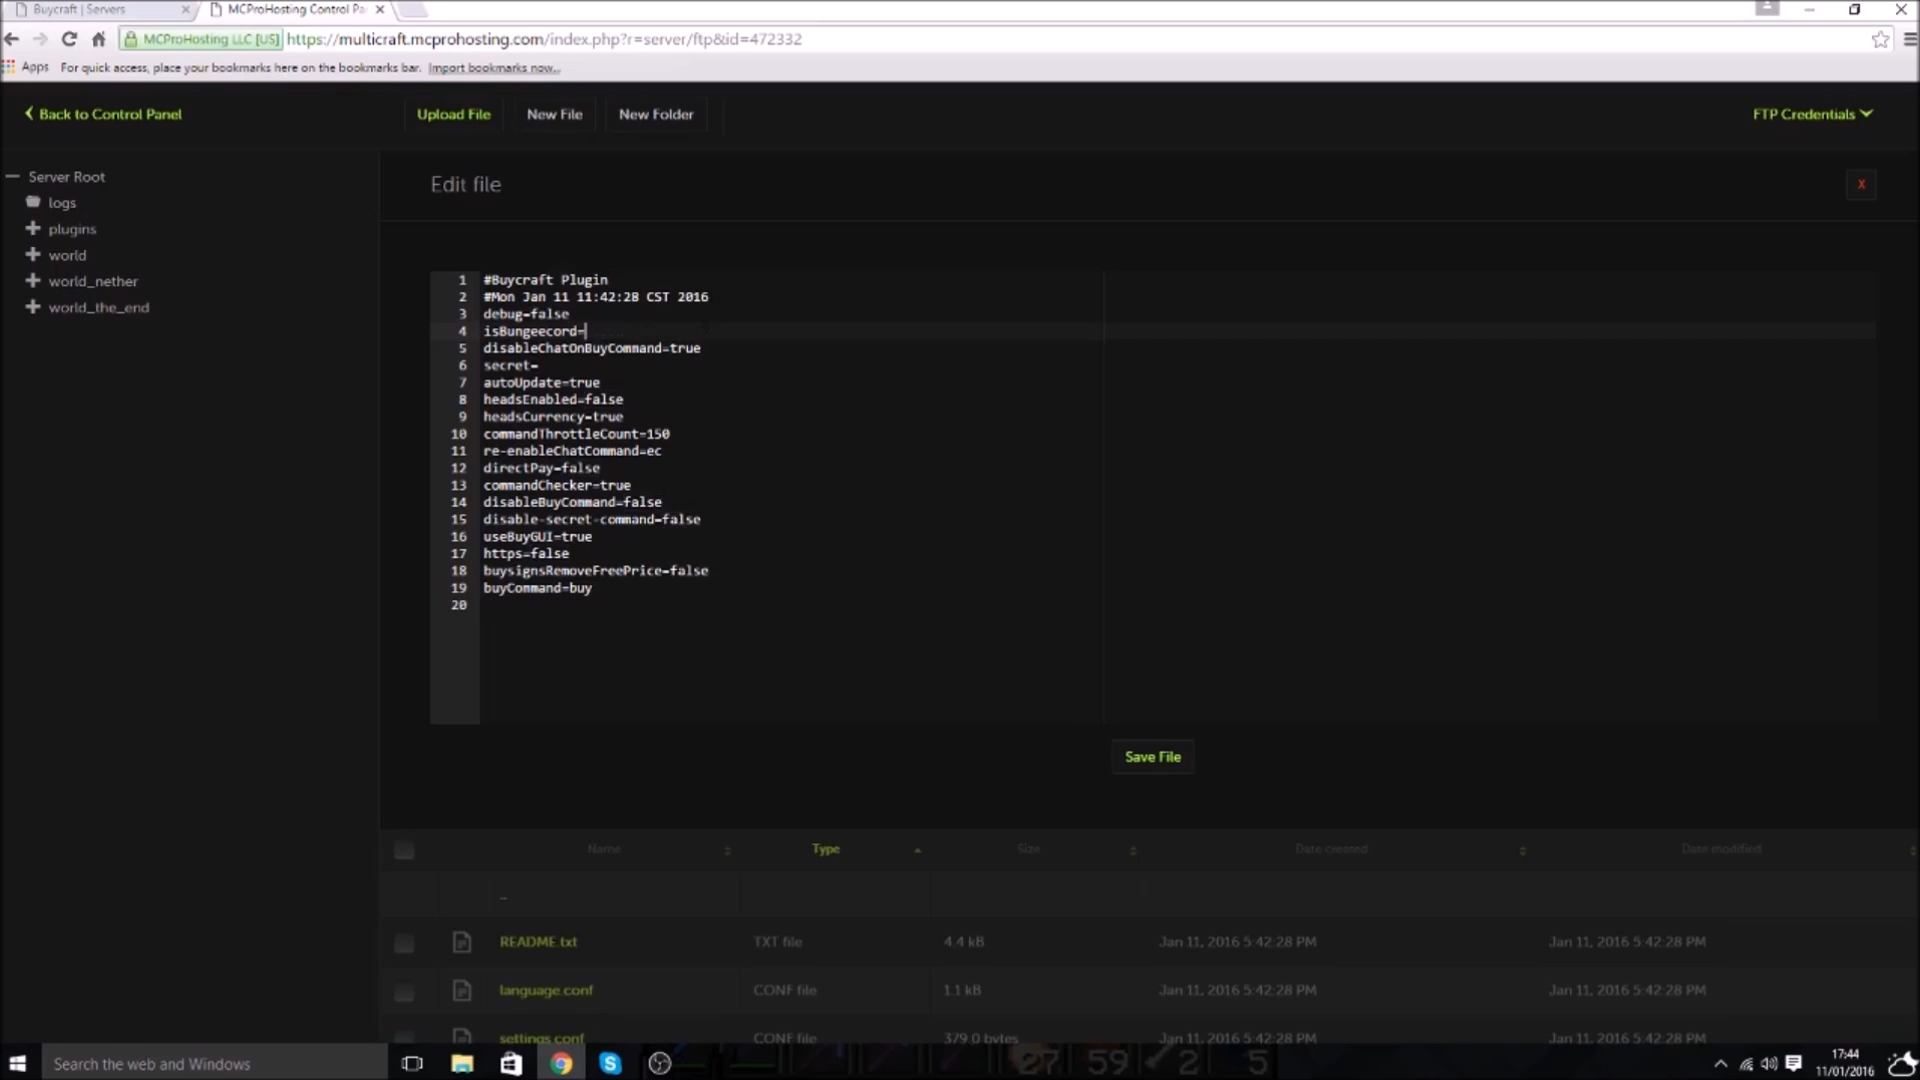 Buycraft | Servers
MCProHosting Control Pa
MCProHosting LLC [US] https://multicraft.mcprohosting.com/index.php?r=server/ftp&id=472332
Apps For quick access, place your bookmarks here on the bookmarks bar. Import bookmarks now...
Back to Control Panel
Upload File New File New Folder
FTP Credentials
Server Root
logs
plugins
world
world_nether
world_the_end
Edit file
X
1 #Buycraft Plugin
2 #Mon Jan 11 11:42:28 CST 2016
3 debug=false
4 isBungeecord=
5 disableChatOnBuyCommand=true
6 secret=
7 autoUpdate=true
8 headsEnabled=false
9 headsCurrency=true
10 commandThrottleCount=150
11 re-enableChatCommand=ec
12 directPay=false
13 commandChecker=true
14 disableBuyCommand=false
15 disable-secret-command=false
16 useBuyGUI=true
17 https=false
18 buysignsRemoveFreePrice=false
19 buyCommand=buy
20
Save File
Name Type Size Date created Date modified
..
README.txt TXT file 4.4 kB Jan 11, 2016 5:42:28 PM Jan 11, 2016 5:42:28 PM
language.conf CONF file 1.1 kB Jan 11, 2016 5:42:28 PM Jan 11, 2016 5:42:28 PM
settings.conf CONF file 379.0 bytes Jan 11, 2016 5:42:28 PM Jan 11, 2016 5:42:28 PM
Search the web and Windows
27 59 2 5
17:44
11/01/2016